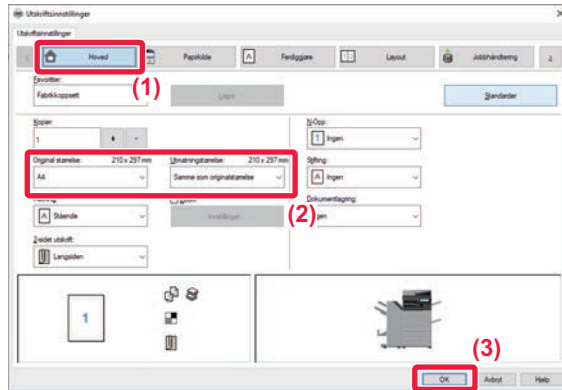 Utskriftsinnstillinger
Utskriftsinnstillinger
Hoved
Papirkilde
Ferdiggjøre
Layout
Jobbhåndtering
(1)
Favoritter:
Fabrikkoppsett
Lagre
Standarder
Kopier:
1
+ -
Original størrelse: 210 x 297 mm
A4
Utmatningstørrelse: 210 x 297 mm
Samme som originalstørrelse
(2)
N-Opp:
1 Ingen
Stifting:
A Ingen
Dokumentlagring:
A Stående
Innstillinger
2-sidet utskrift:
Langsiden
1
(3)
OK
Avbryt
Hjelp